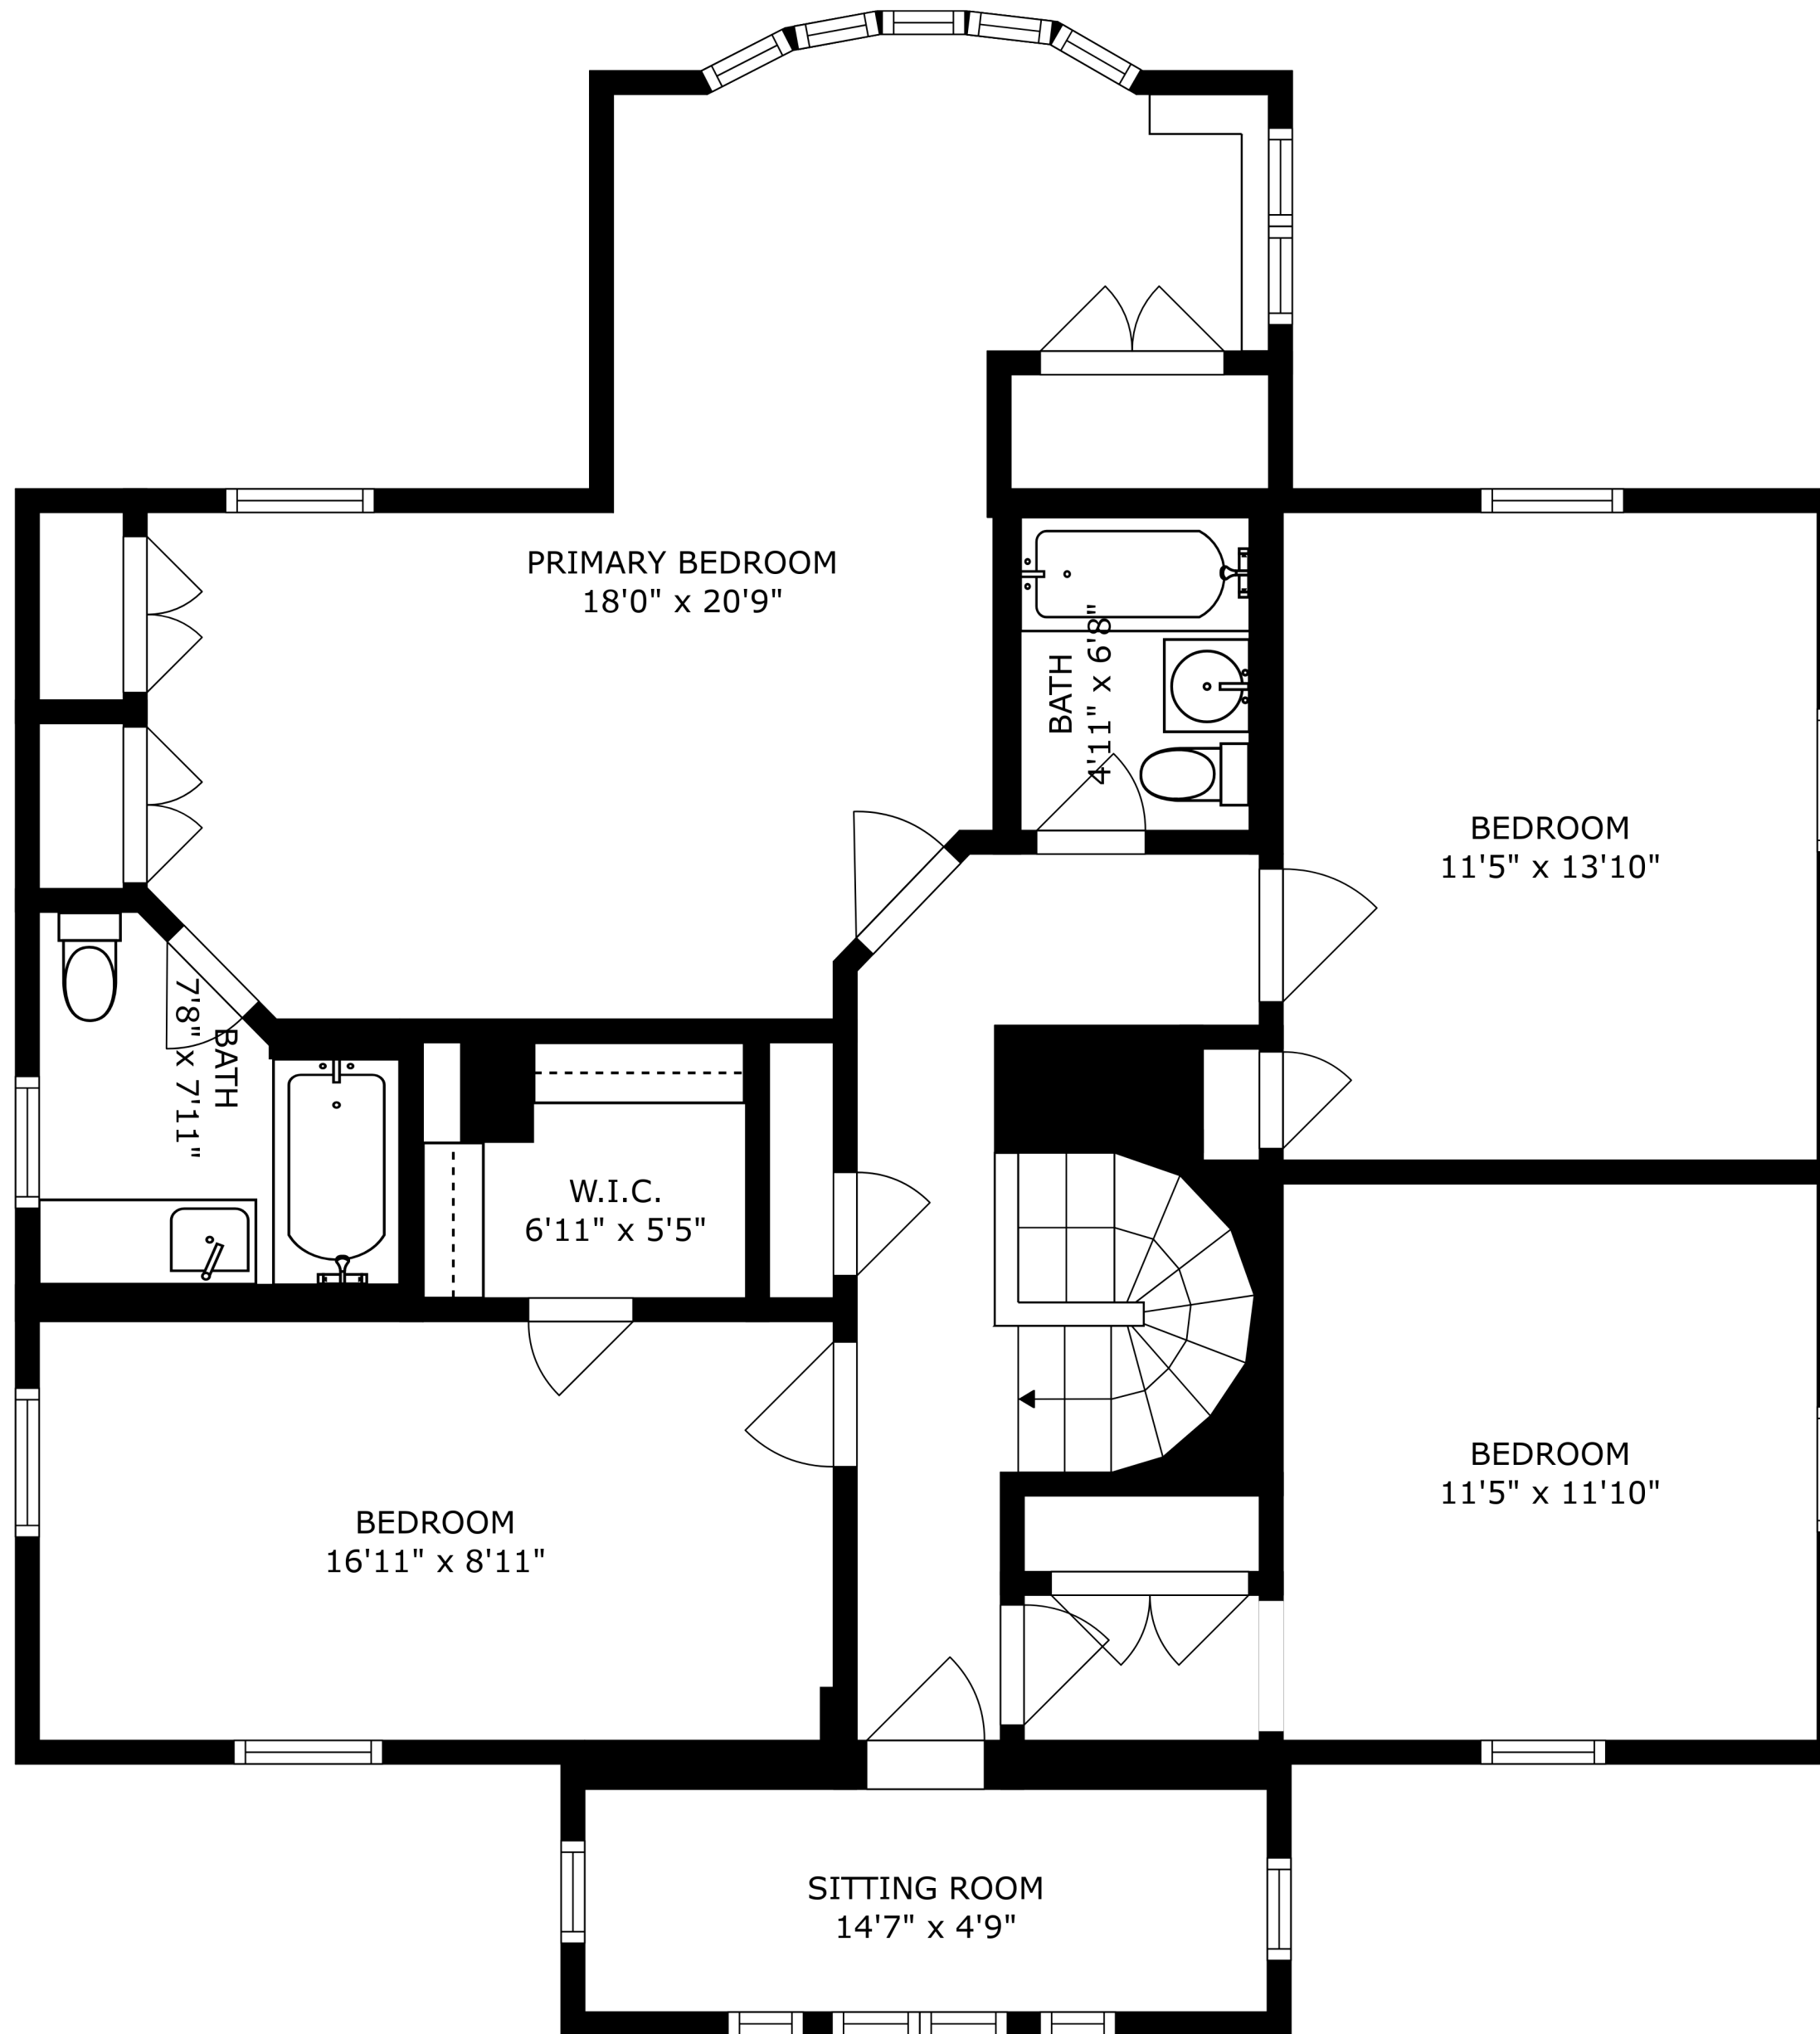 PRIMARY BEDROOM
18'0" x 20'9"
BATH
4'11" x 6'8"
BEDROOM
11'5" x 13'10"
BATH
7'8" x 7'11"
W.I.C.
6'11" x 5'5"
BEDROOM
16'11" x 8'11"
BEDROOM
11'5" x 11'10"
SITTING ROOM
14'7" x 4'9"